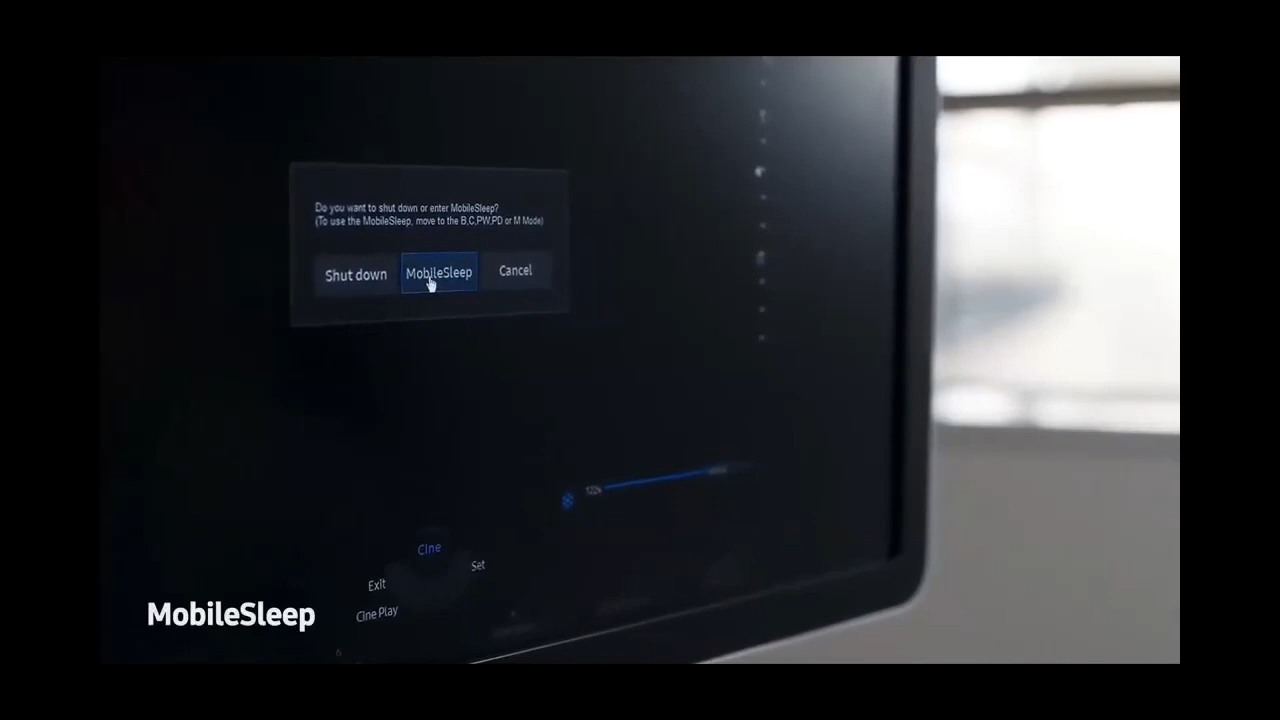 Do you want to shut down or enter MobileSleep?
(To use the MobileSleep, move to the B,C,PW,PD or M Mode)
Shut down
MobileSleep
Cancel
Cine
Set
Exit
Cine Play
MobileSleep